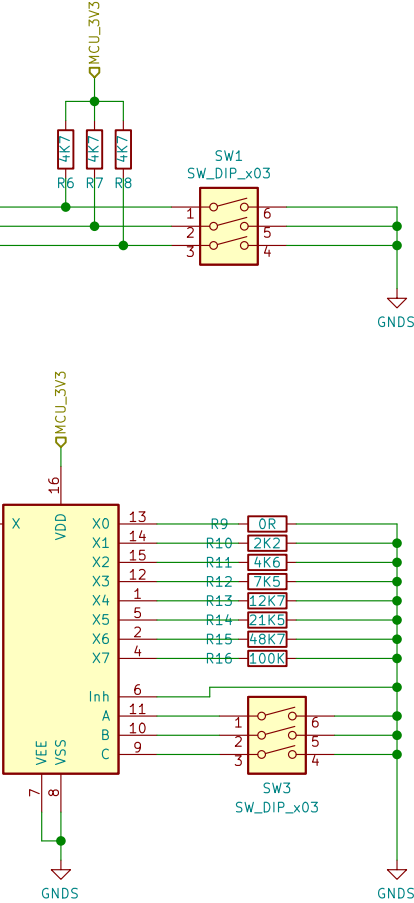 MCU_3V3
4K7 4K7 4K7
R6 R7 R8
SW1
SW_DIP_x03
1 6
2 5
3 4
GNDS
MCU_3V3
16
X VDD X0 13 R9 0R
X1 14 R10 2K2
X2 15 R11 4K6
X3 12 R12 7K5
X4 1 R13 12K7
X5 5 R14 21K5
X6 2 R15 48K7
X7 4 R16 100K
Inh 6
A 11 1 6
B 10 2 5
C 9 3 4
VEE VSS
7 8
SW3
SW_DIP_x03
GNDS GNDS